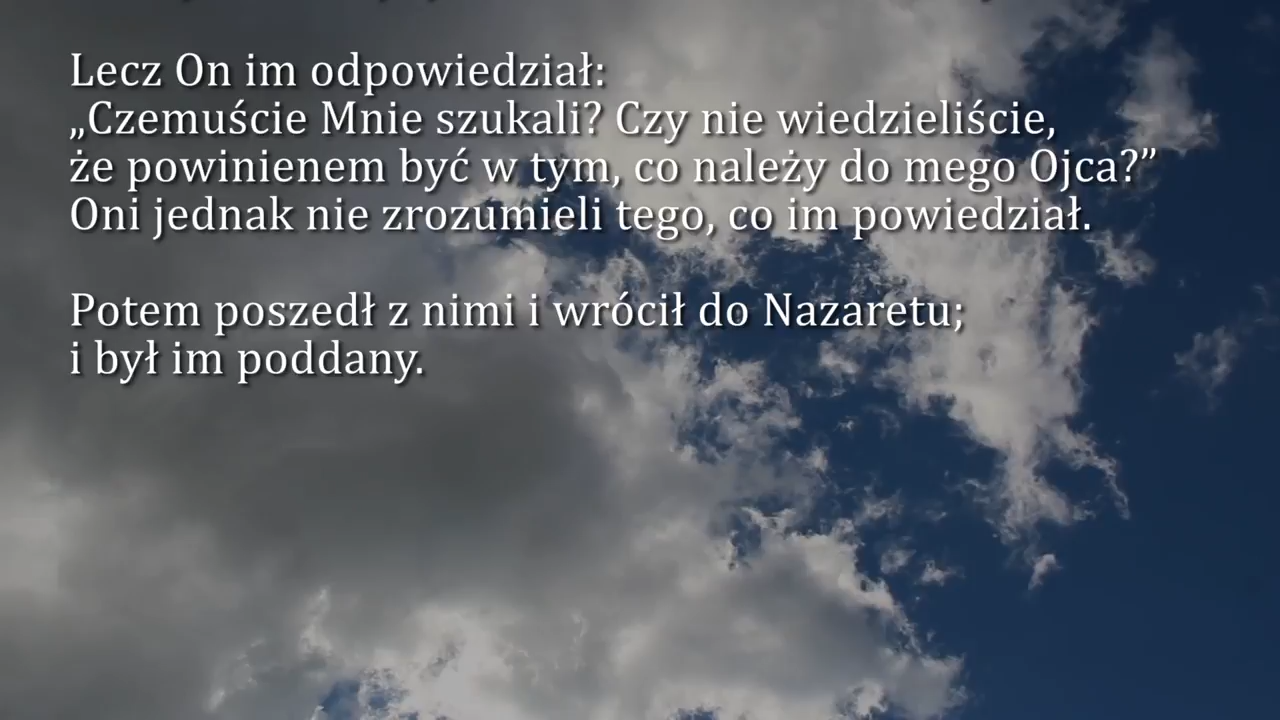 Lecz On im odpowiedział:
„Czemuście Mnie szukali? Czy nie wiedzieliście,
że powinienem być w tym, co należy do mego Ojca?”
Oni jednak nie zrozumieli tego, co im powiedział.
Potem poszedł z nimi i wrócił do Nazaretu;
i był im poddany.